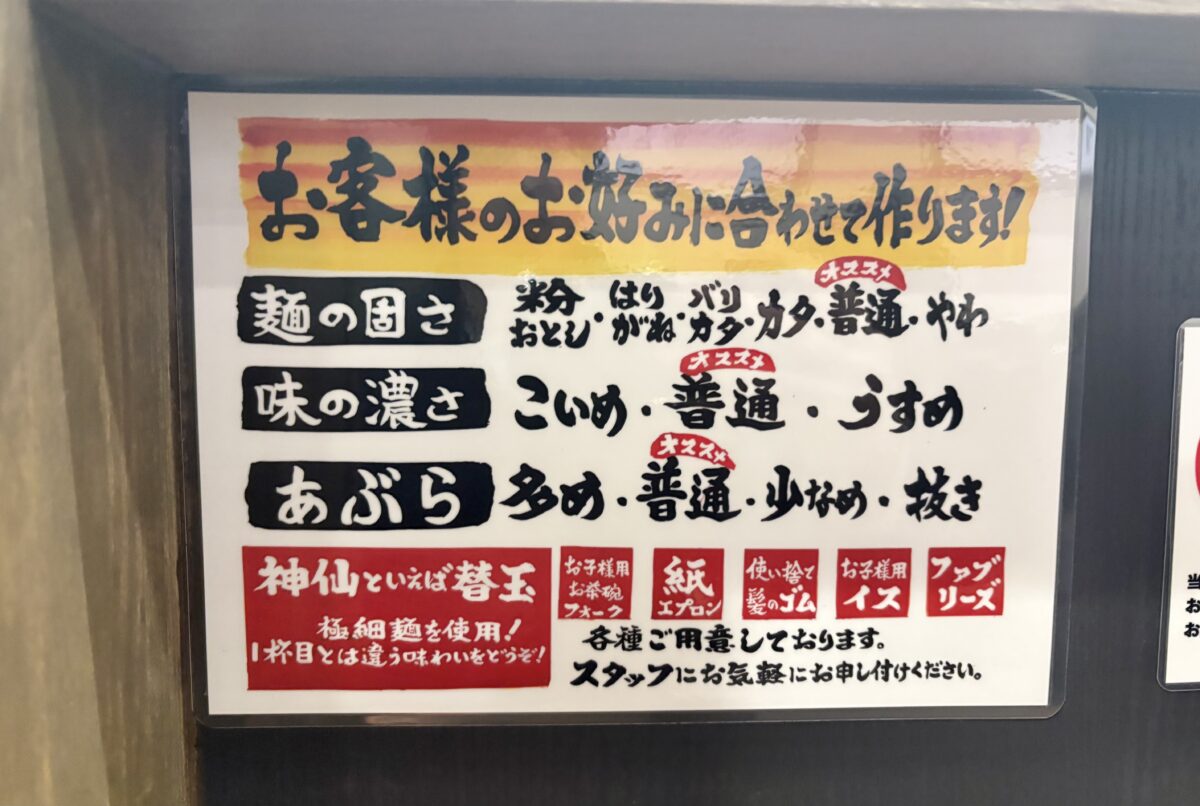 お客様のお好みに合わせて作ります!
麺の固さ 粉おとし・はりがね・バリカタ・カタ・普通・やわ
オススメ
味の濃さ こいめ・普通・うすめ
オススメ
あぶら 多め・普通・少なめ・抜き
オススメ
神仙といえば替玉
極細麺を使用!
1杯目とは違う味わいをどうぞ!
お子様用
お茶碗
フォーク
紙
エプロン
使い捨て
髪のゴム
お子様用
イス
ファブ
リーズ
各種ご用意しております。
スタッフにお気軽にお申し付けください。
当
お
お